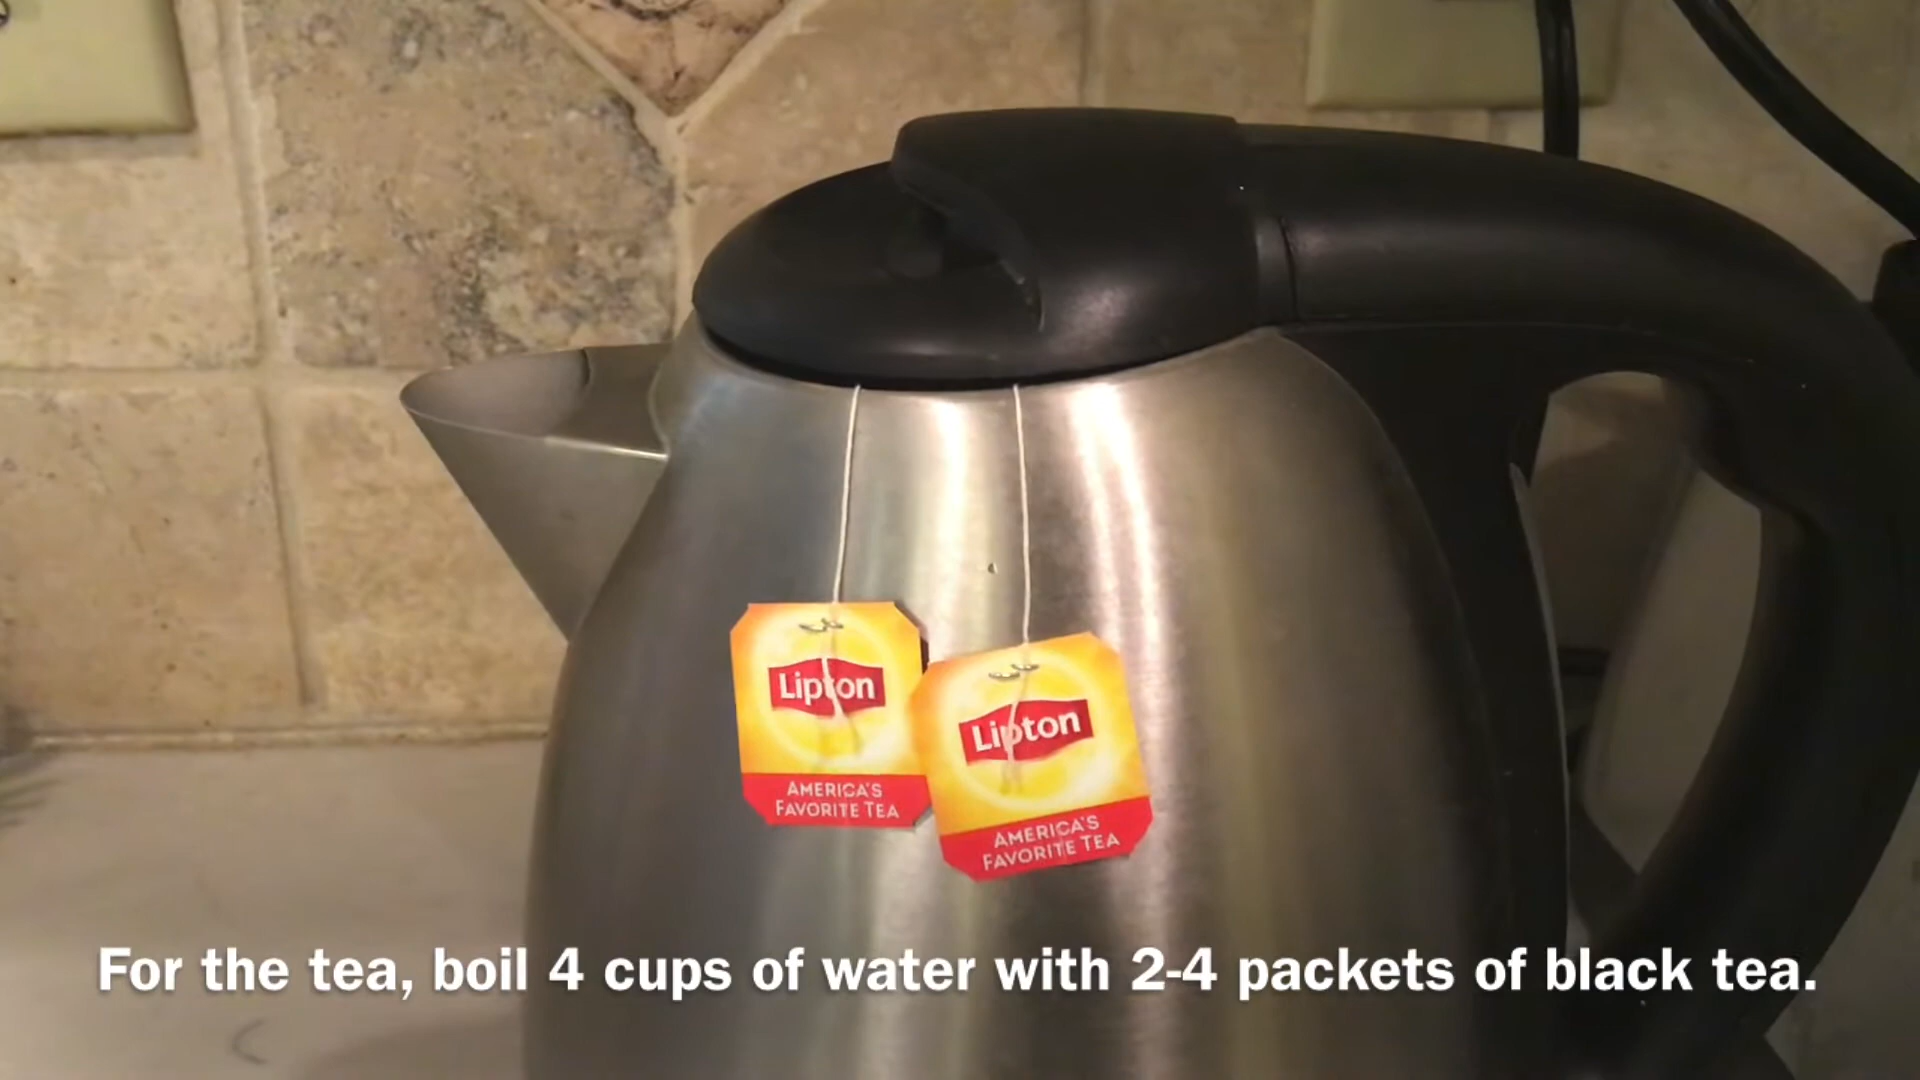 Lipton
AMERICA'S
FAVORITE TEA
Lipton
AMERICA'S
FAVORITE TEA
For the tea, boil 4 cups of water with 2-4 packets of black tea.